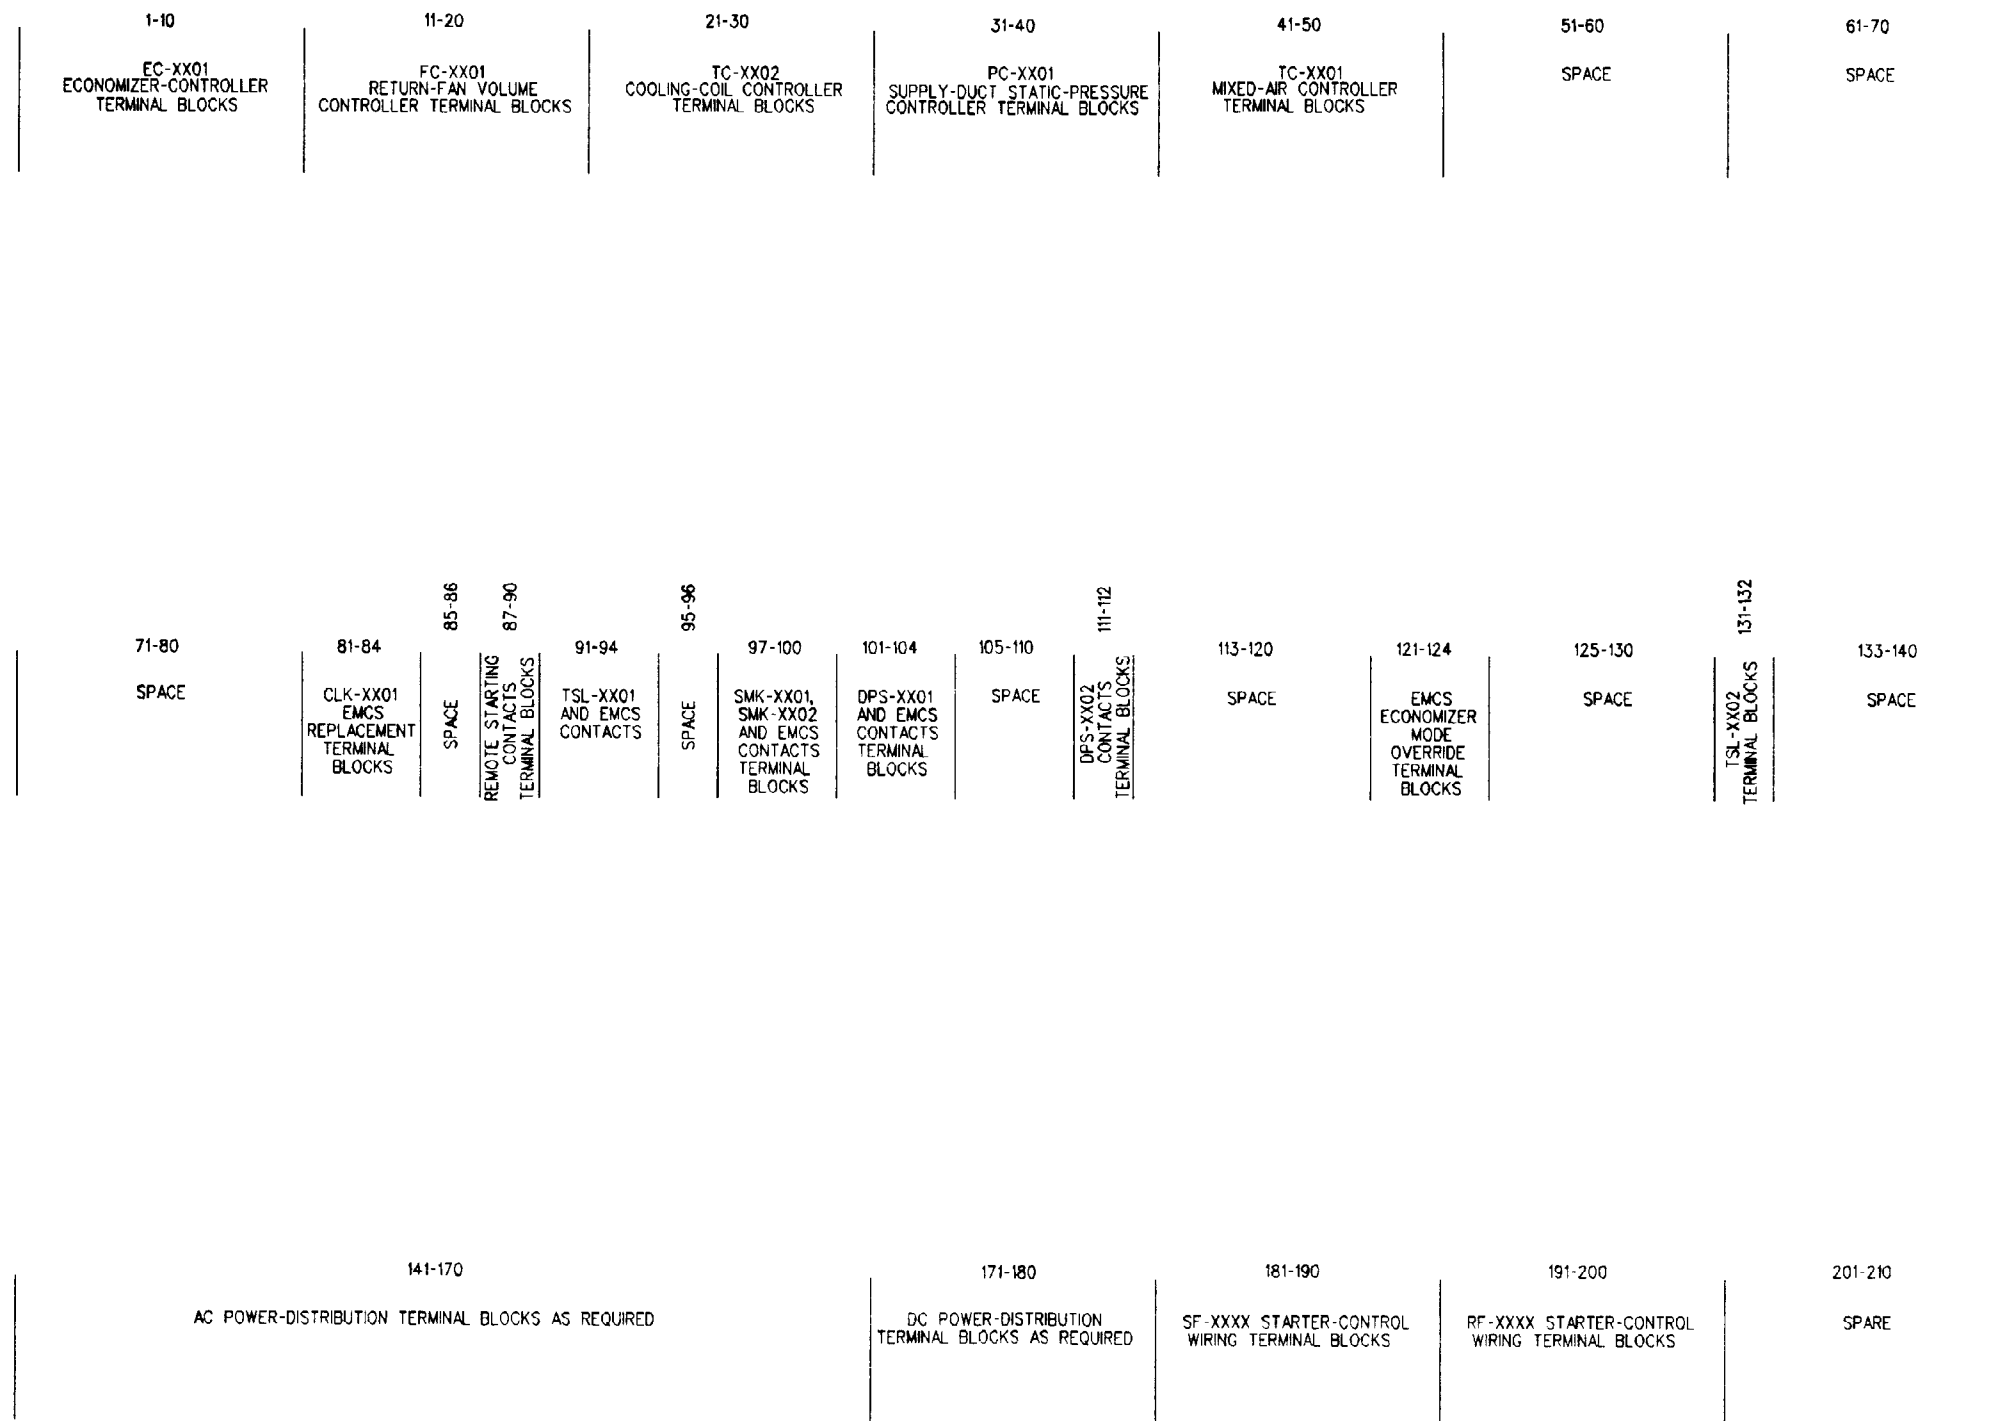 1-10
EC-XX01
ECONOMIZER-CONTROLLER
TERMINAL BLOCKS
11-20
FC-XX01
RETURN-FAN VOLUME
CONTROLLER TERMINAL BLOCKS
21-30
TC-XX02
COOLING-COIL CONTROLLER
TERMINAL BLOCKS
31-40
PC-XX01
SUPPLY-DUCT STATIC-PRESSURE
CONTROLLER TERMINAL BLOCKS
41-50
TC-XX01
MIXED-AIR CONTROLLER
TERMINAL BLOCKS
51-60
SPACE
61-70
SPACE
71-80
SPACE
81-84
CLK-XX01
EMCS
REPLACEMENT
TERMINAL
BLOCKS
85-86
SPACE
87-90
REMOTE STARTING
CONTACTS
TERMINAL BLOCKS
91-94
TSL-XX01
AND EMCS
CONTACTS
95-96
SPACE
97-100
SMK-XX01,
SMK-XX02
AND EMCS
CONTACTS
TERMINAL
BLOCKS
101-104
DPS-XX01
AND EMCS
CONTACTS
TERMINAL
BLOCKS
105-110
SPACE
111-112
DPS-XX02
CONTACTS
TERMINAL BLOCKS
113-120
SPACE
121-124
EMCS
ECONOMIZER
MODE
OVERRIDE
TERMINAL
BLOCKS
125-130
SPACE
131-132
TSL-XX02
TERMINAL BLOCKS
133-140
SPACE
141-170
AC POWER-DISTRIBUTION TERMINAL BLOCKS AS REQUIRED
171-180
DC POWER-DISTRIBUTION
TERMINAL BLOCKS AS REQUIRED
181-190
SF-XXXX STARTER-CONTROL
WIRING TERMINAL BLOCKS
191-200
RF-XXXX STARTER-CONTROL
WIRING TERMINAL BLOCKS
201-210
SPARE